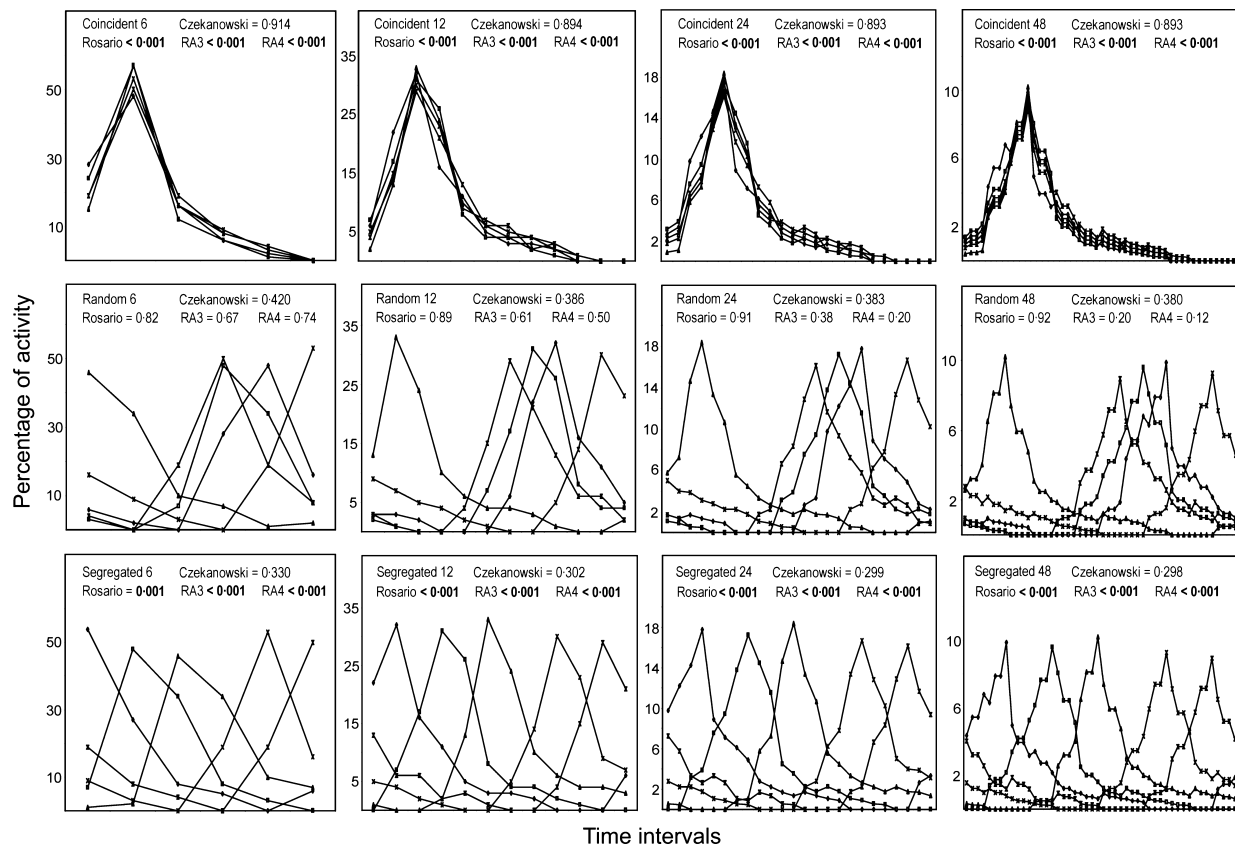 Coincident 6 Czekanowski = 0·914
Rosario < 0·001 RA3 < 0·001 RA4 < 0·001
50
30
10
Coincident 12 Czekanowski = 0·894
Rosario < 0·001 RA3 < 0·001 RA4 < 0·001
35
25
15
5
Coincident 24 Czekanowski = 0·893
Rosario < 0·001 RA3 < 0·001 RA4 < 0·001
18
14
10
6
2
Coincident 48 Czekanowski = 0·893
Rosario < 0·001 RA3 < 0·001 RA4 < 0·001
10
6
2
Percentage of activity
Random 6 Czekanowski = 0·420
Rosario = 0·82 RA3 = 0·67 RA4 = 0·74
50
30
10
Random 12 Czekanowski = 0·386
Rosario = 0·89 RA3 = 0·61 RA4 = 0·50
35
25
15
5
Random 24 Czekanowski = 0·383
Rosario = 0·91 RA3 = 0·38 RA4 = 0·20
18
14
10
6
2
Random 48 Czekanowski = 0·380
Rosario = 0·92 RA3 = 0·20 RA4 = 0·12
10
6
2
Segregated 6 Czekanowski = 0·330
Rosario = 0·001 RA3 < 0·001 RA4 < 0·001
50
30
10
Segregated 12 Czekanowski = 0·302
Rosario < 0·001 RA3 < 0·001 RA4 < 0·001
35
25
15
5
Segregated 24 Czekanowski = 0·299
Rosario < 0·001 RA3 < 0·001 RA4 < 0·001
18
14
10
6
2
Segregated 48 Czekanowski = 0·298
Rosario < 0·001 RA3 < 0·001 RA4 < 0·001
10
6
2
Time intervals